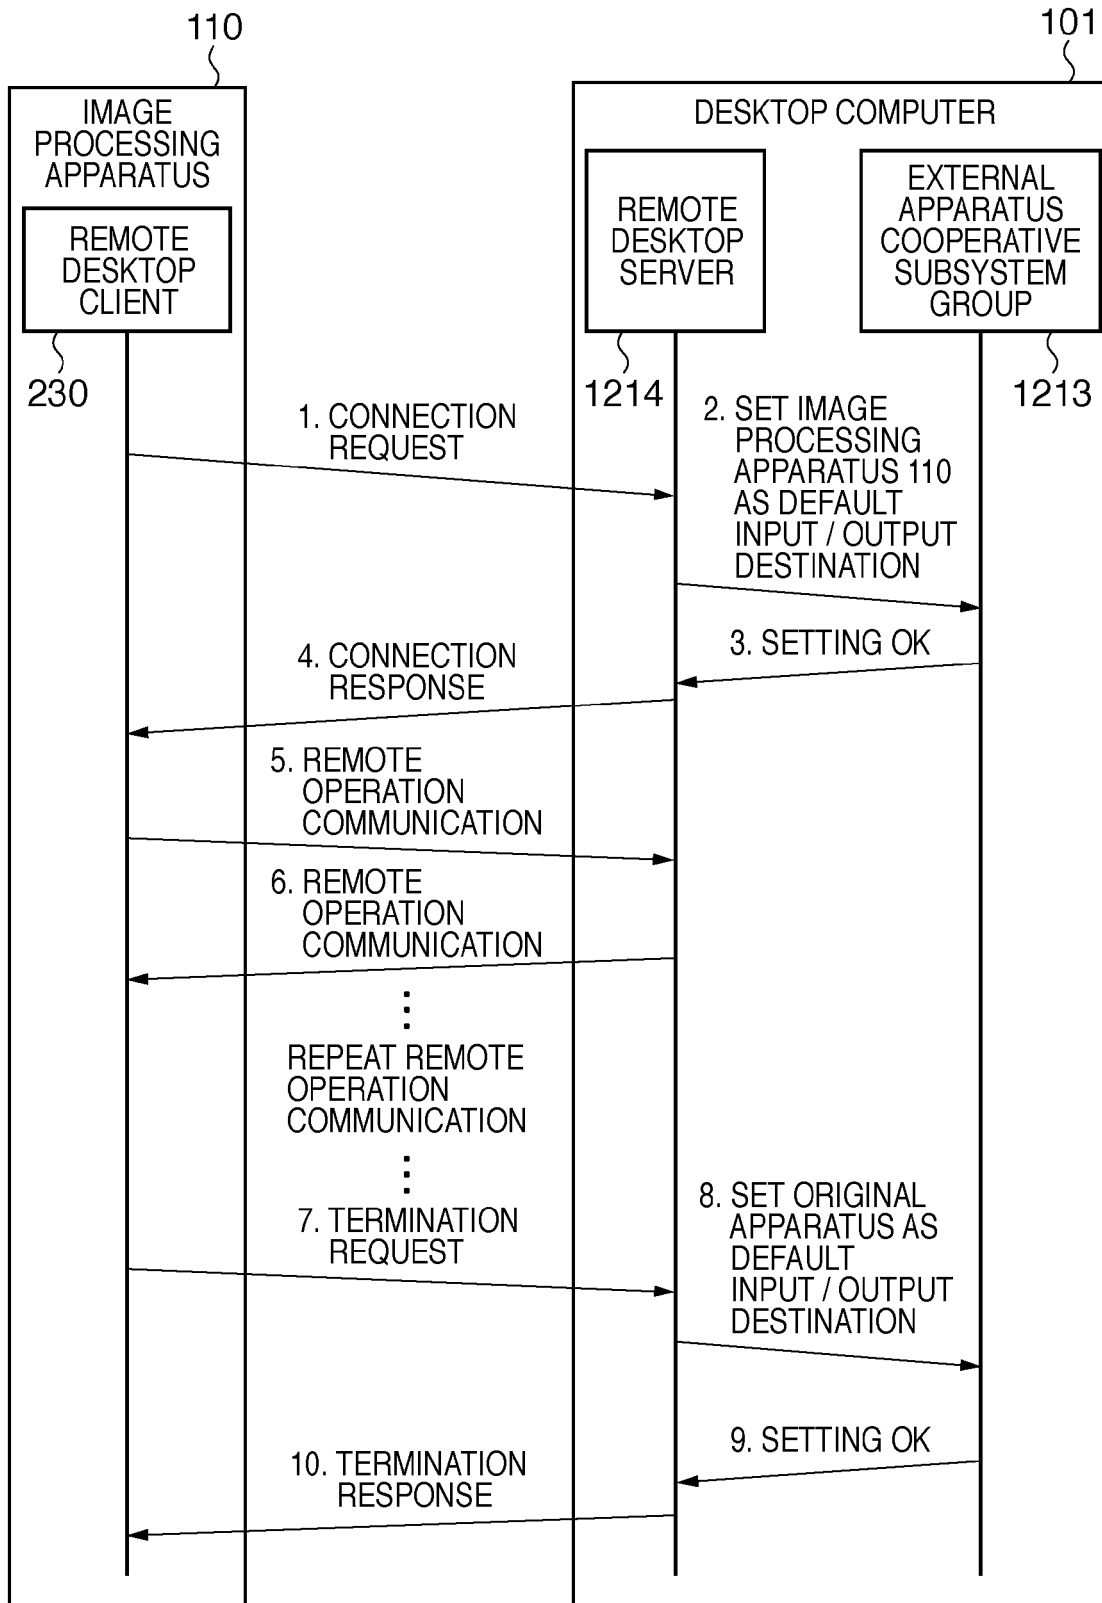 110
101
IMAGE
PROCESSING
APPARATUS
DESKTOP COMPUTER
REMOTE
DESKTOP
CLIENT
REMOTE
DESKTOP
SERVER
EXTERNAL
APPARATUS
COOPERATIVE
SUBSYSTEM
GROUP
230
1214
1213
1. CONNECTION
REQUEST
2. SET IMAGE
PROCESSING
APPARATUS 110
AS DEFAULT
INPUT / OUTPUT
DESTINATION
3. SETTING OK
4. CONNECTION
RESPONSE
5. REMOTE
OPERATION
COMMUNICATION
6. REMOTE
OPERATION
COMMUNICATION
REPEAT REMOTE
OPERATION
COMMUNICATION
7. TERMINATION
REQUEST
8. SET ORIGINAL
APPARATUS AS
DEFAULT
INPUT / OUTPUT
DESTINATION
9. SETTING OK
10. TERMINATION
RESPONSE